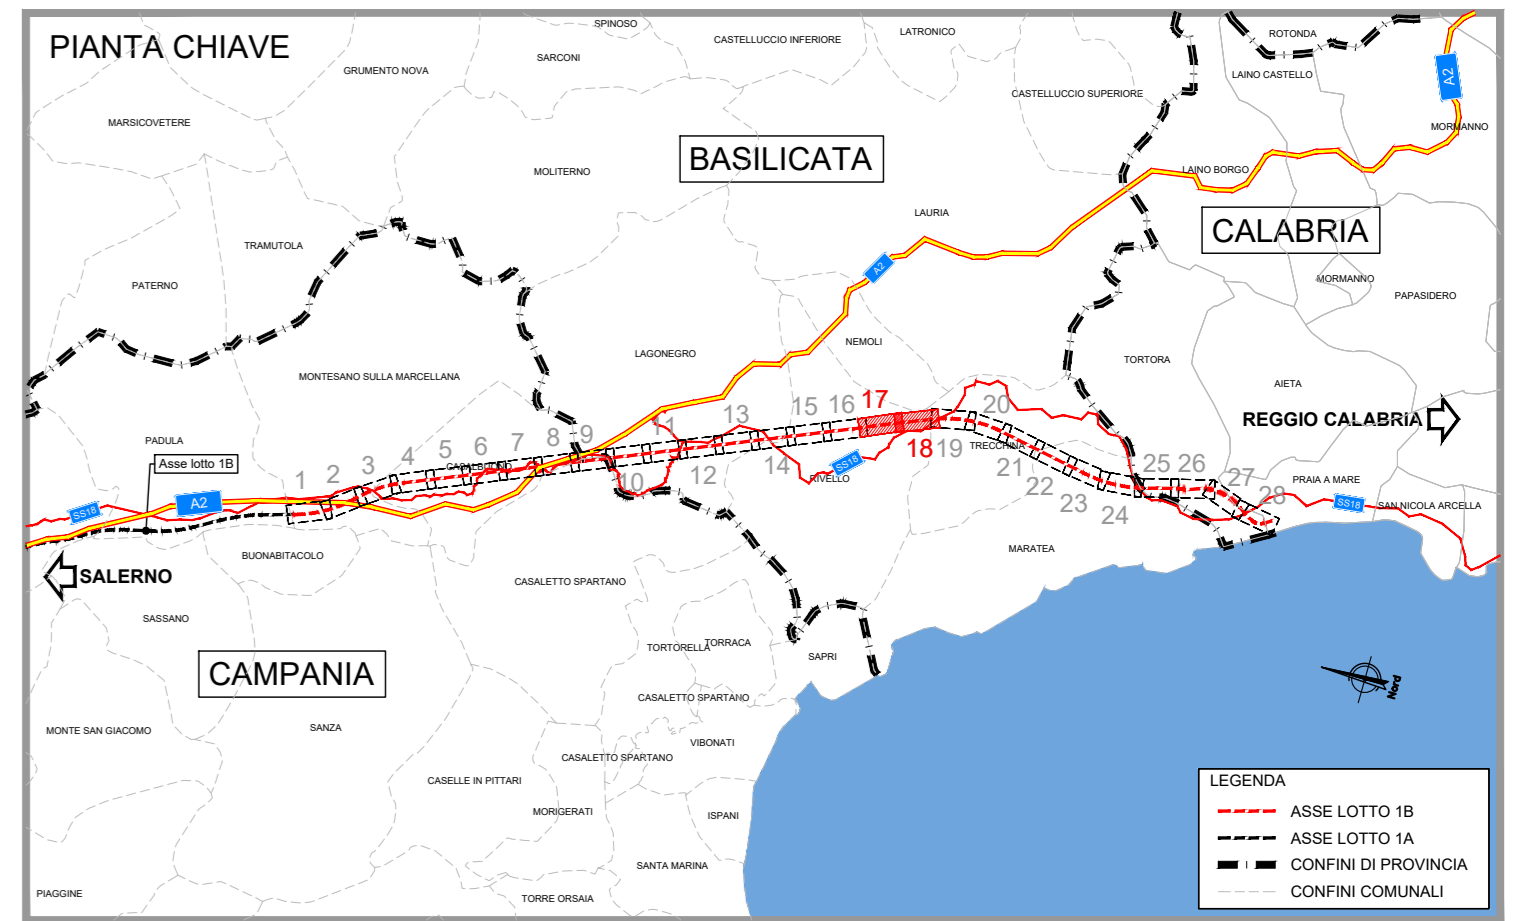 PIANTA CHIAVE
SPINOSO
SARCONI
GRUMENTO NOVA
CASTELLUCCIO INFERIORE
LATRONICO
ROTONDA
LAINO CASTELLO
A2
CASTELLUCCIO SUPERIORE
MARSICOVETERE
MORMANNO
BASILICATA
MOLITERNO
LAINO BORGO
LAURIA
CALABRIA
TRAMUTOLA
A2
PATERNO
MORMANNO
PAPASIDERO
NEMOLI
LAGONEGRO
TORTORA
MONTESANO SULLA MARCELLANA
AIETA
REGGIO CALABRIA
PADULA
Asse lotto 1B
CASALBUONO
1
2
3
4
5
6
7
8
9
10
11
12
13
14
15
16
17
18
19
20
21
22
23
24
25
26
27
28
TRECCHINA
RIVELLO
SS18
SS18
A2
PRAIA A MARE
SS18
SAN NICOLA ARCELLA
BUONABITACOLO
MARATEA
SALERNO
CASALETTO SPARTANO
SASSANO
TORTORELLA
TORRACA
SAPRI
CAMPANIA
CASALETTO SPARTANO
Nord
MONTE SAN GIACOMO
SANZA
VIBONATI
CASALETTO SPARTANO
CASELLE IN PITTARI
MORIGERATI
ISPANI
SANTA MARINA
PIAGGINE
TORRE ORSAIA
LEGENDA
ASSE LOTTO 1B
ASSE LOTTO 1A
CONFINI DI PROVINCIA
CONFINI COMUNALI